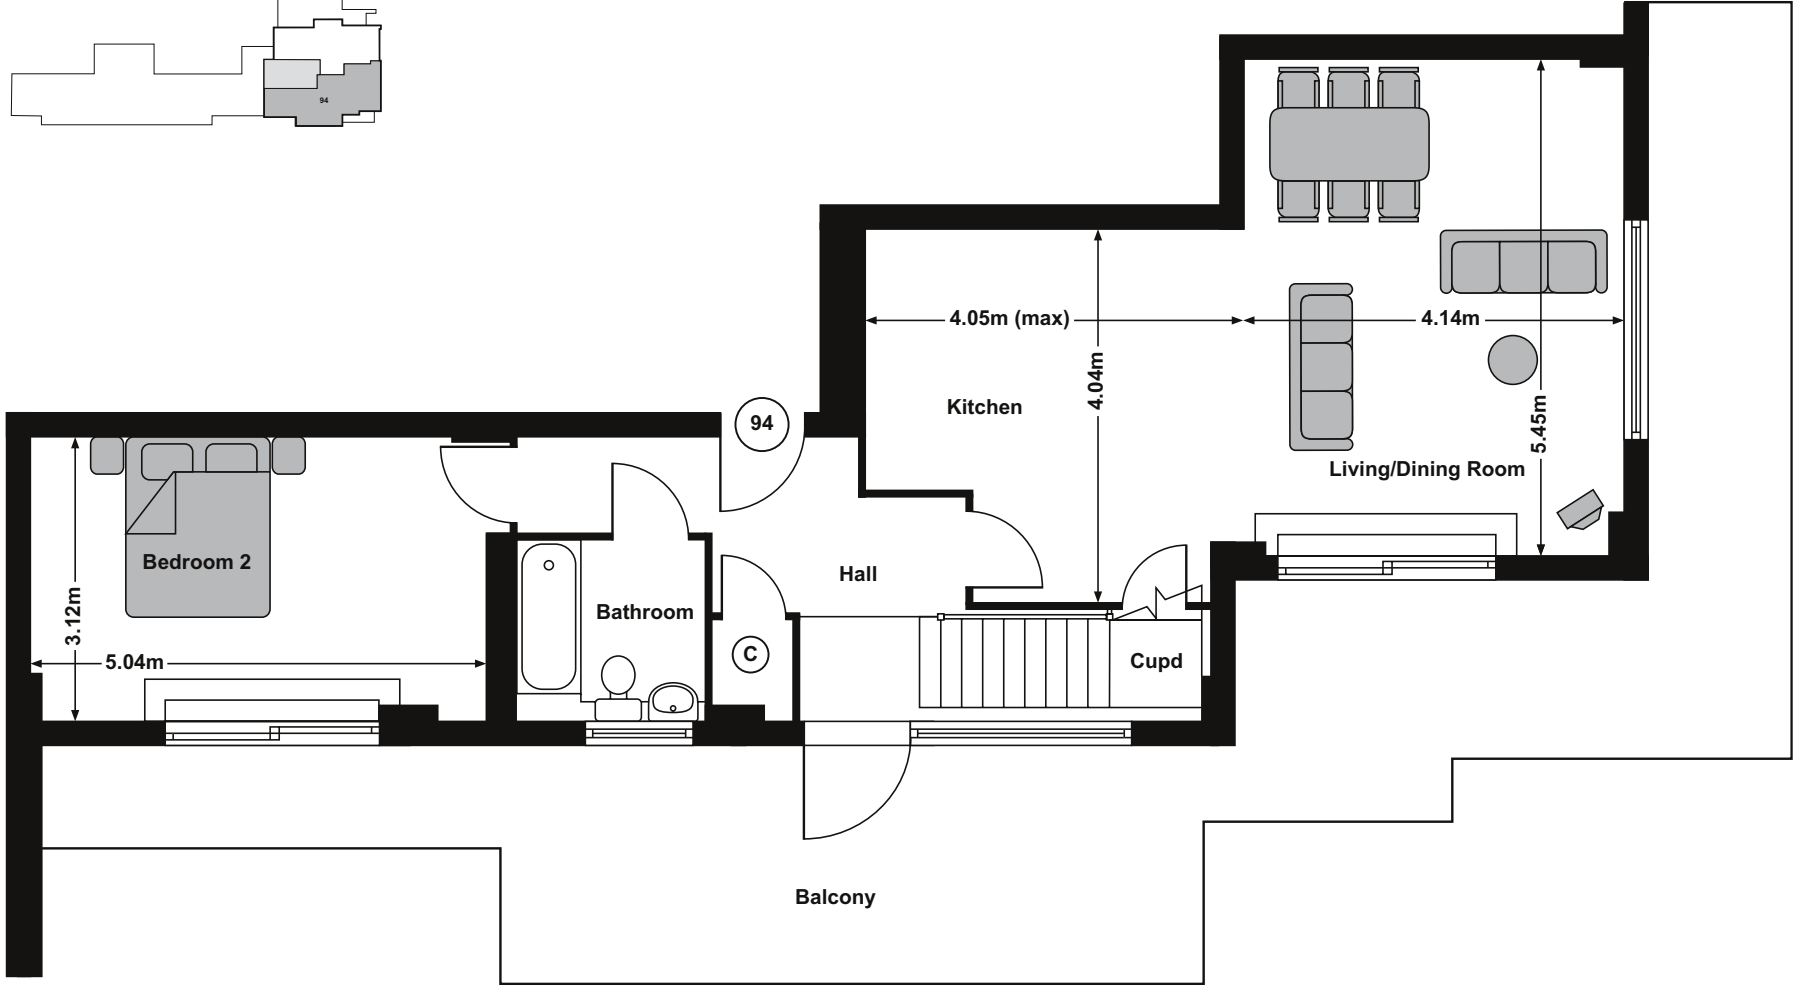 94
4.05m (max)
4.14m
4.04m
Kitchen
94
5.45m
Living/Dining Room
Bedroom 2
Hall
Bathroom
3.12m
5.04m
C
Cupd
Balcony